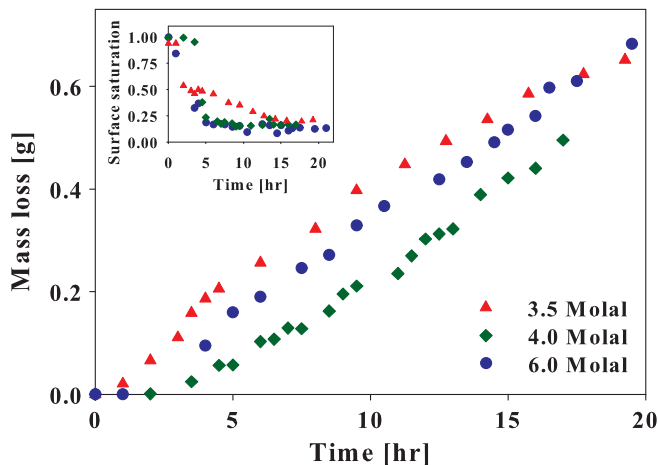 1.00
0.75
0.50
0.25
0.00
Surface saturation
0 5 10 15 20
Time [hr]
0.6
0.4
0.2
0.0
Mass loss [g]
3.5 Molal
4.0 Molal
6.0 Molal
0 5 10 15 20
Time [hr]